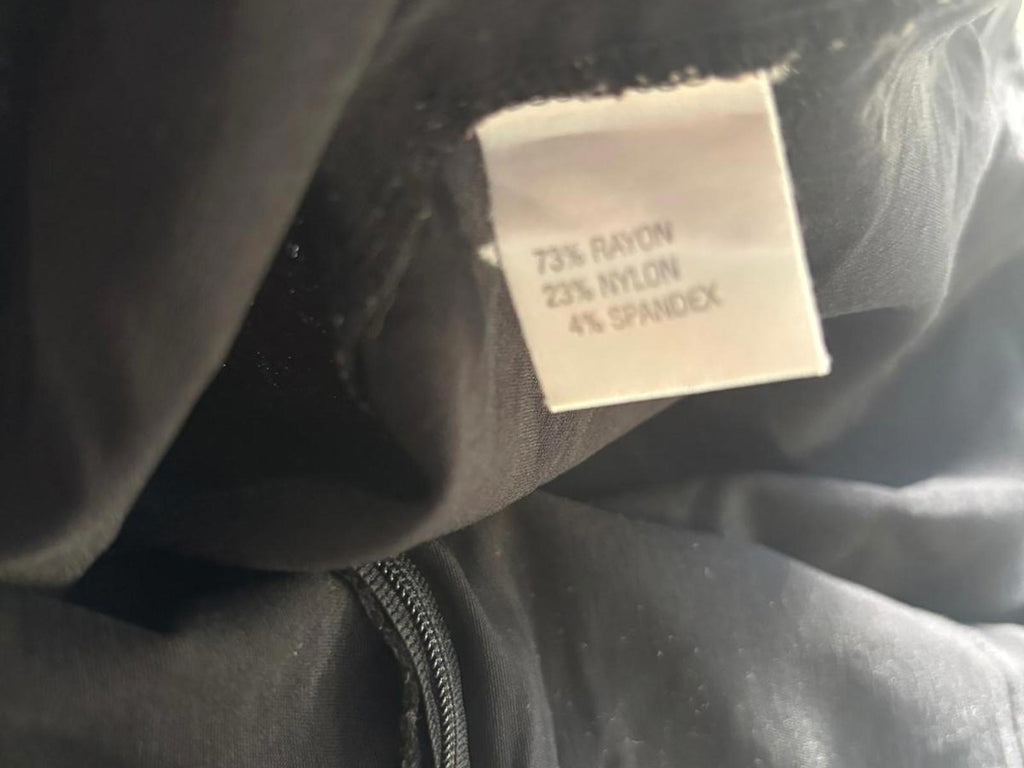 73% RAYON
23% NYLON
4% SPANDEX